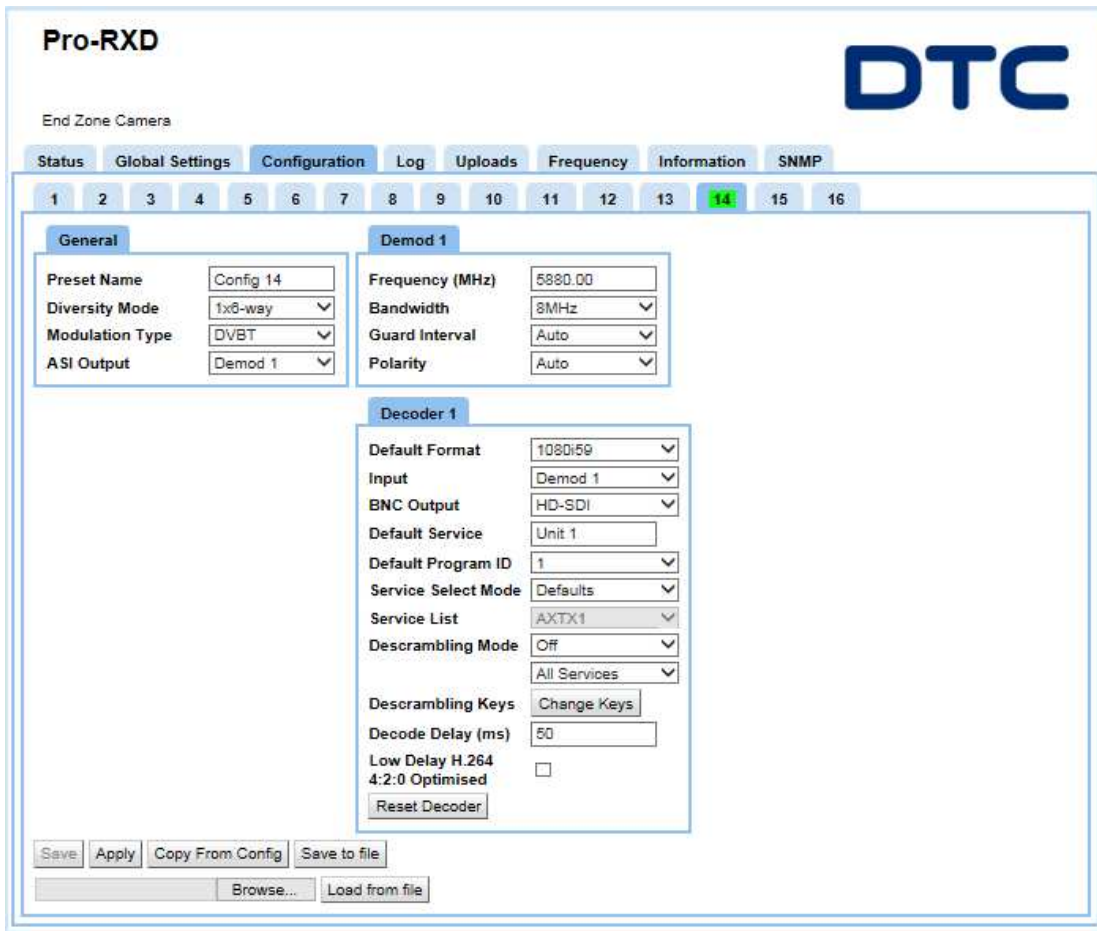 Pro-RXD
DTC
End Zone Camera
Status Global Settings Configuration Log Uploads Frequency Information SNMP
1 2 3 4 5 6 7 8 9 10 11 12 13 14 15 16
General
Preset Name Config 14
Diversity Mode 1x6-way
Modulation Type DVBT
ASI Output Demod 1
Demod 1
Frequency (MHz) 5880.00
Bandwidth 8MHz
Guard Interval Auto
Polarity Auto
Decoder 1
Default Format 1080i59
Input Demod 1
BNC Output HD-SDI
Default Service Unit 1
Default Program ID 1
Service Select Mode Defaults
Service List AXTX1
Descrambling Mode Off
All Services
Descrambling Keys Change Keys
Decode Delay (ms) 50
Low Delay H.264
4:2:0 Optimised
Reset Decoder
Save Apply Copy From Config Save to file
Browse... Load from file